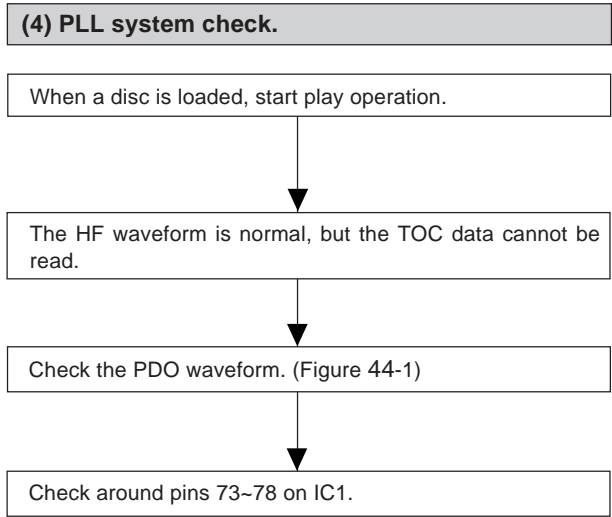 (4) PLL system check.
When a disc is loaded, start play operation.
The HF waveform is normal, but the TOC data cannot be
read.
Check the PDO waveform. (Figure 44-1)
Check around pins 73~78 on IC1.